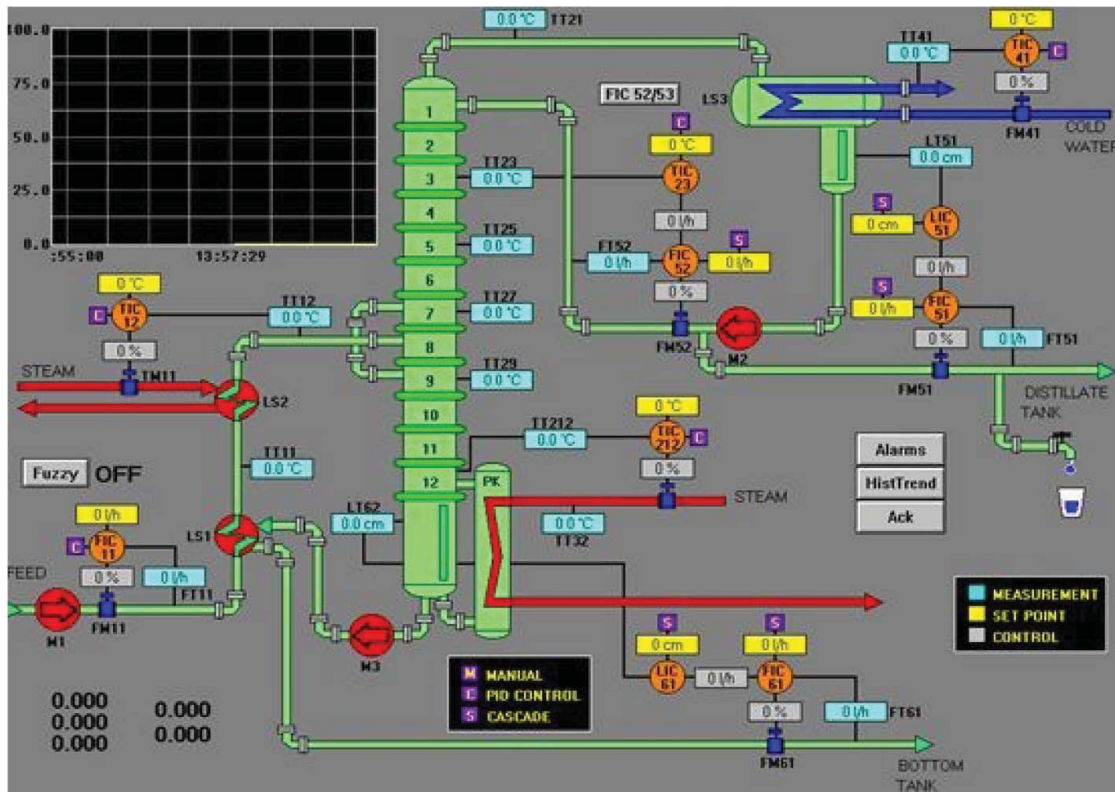 100.0
75.0
50.0
25.0
0.0
:55:00 13:57:29
0.0 °C TT21
0 °C
TT41
0.0 °C
TIC 41
C
0 %
FM41
COLD WATER
LS3
FIC 52/53
C
0 °C
TIC 23
0 l/h
FT52
0 l/h
FIC 52
S
0 l/h
0 %
FM52
M2
LT51
0.0 cm
S
0 cm
LIC 51
0 l/h
S
0 l/h
FIC 51
0 %
0 l/h
FT51
FM51
DISTILLATE TANK
1
2
3
4
5
6
7
8
9
10
11
12
TT23
0.0 °C
TT25
0.0 °C
TT27
0.0 °C
TT29
0.0 °C
0 °C
TIC 12
C
0 %
TT12
0.0 °C
STEAM
TM11
LS2
TT11
0.0 °C
Fuzzy OFF
0 l/h
C
FIC 11
0 %
0 l/h
FT11
FEED
M1
FM11
LS1
M3
LT62
0.0 cm
TT212
0.0 °C
0 °C
TIC 212
C
0 %
PK
STEAM
0.0 °C
TT32
Alarms
HistTrend
Ack
MEASUREMENT
SET POINT
CONTROL
M MANUAL
C PID CONTROL
S CASCADE
S
0 cm
LIC 61
0 l/h
S
0 l/h
FIC 61
0 %
0 l/h
FT61
FM61
BOTTOM TANK
0.000 0.000
0.000 0.000
0.000